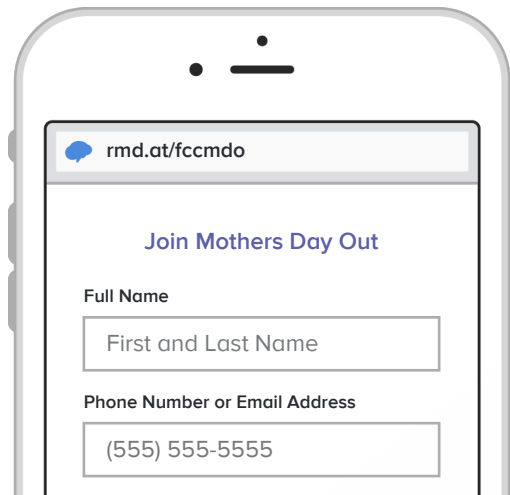 rmd.at/fccmdo
Join Mothers Day Out
Full Name
First and Last Name
Phone Number or Email Address
(555) 555-5555